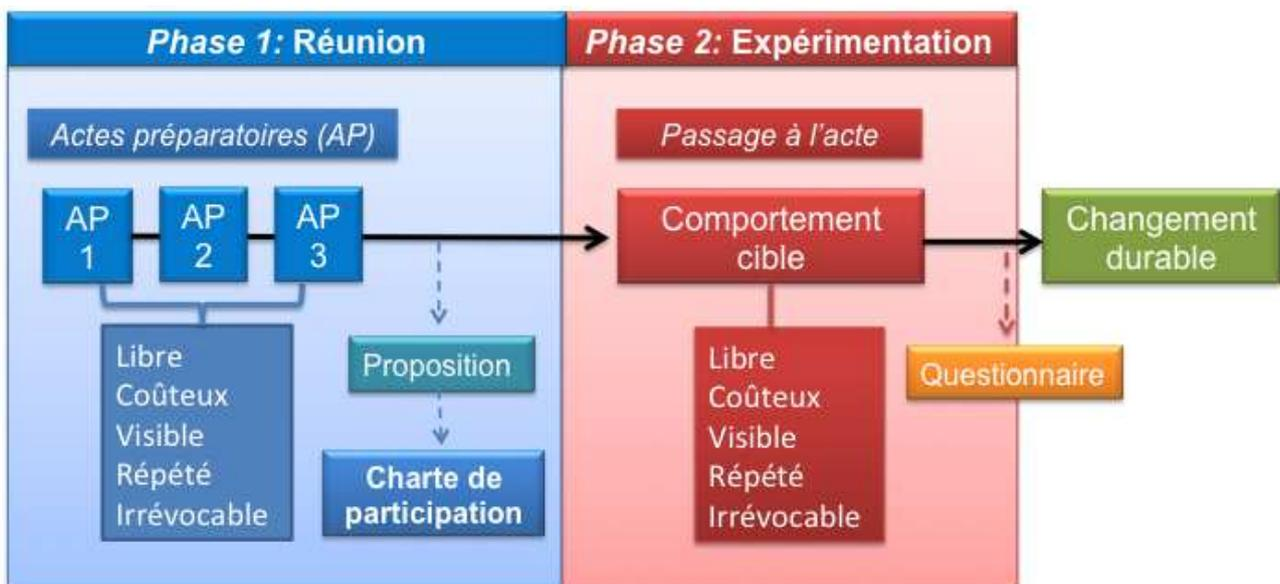 Phase 1: Réunion
Phase 2: Expérimentation
Actes préparatoires (AP)
Passage à l’acte
AP
1
AP
2
AP
3
Comportement
cible
Changement
durable
Libre
Coûteux
Visible
Répété
Irrévocable
Proposition
Charte de
participation
Libre
Coûteux
Visible
Répété
Irrévocable
Questionnaire